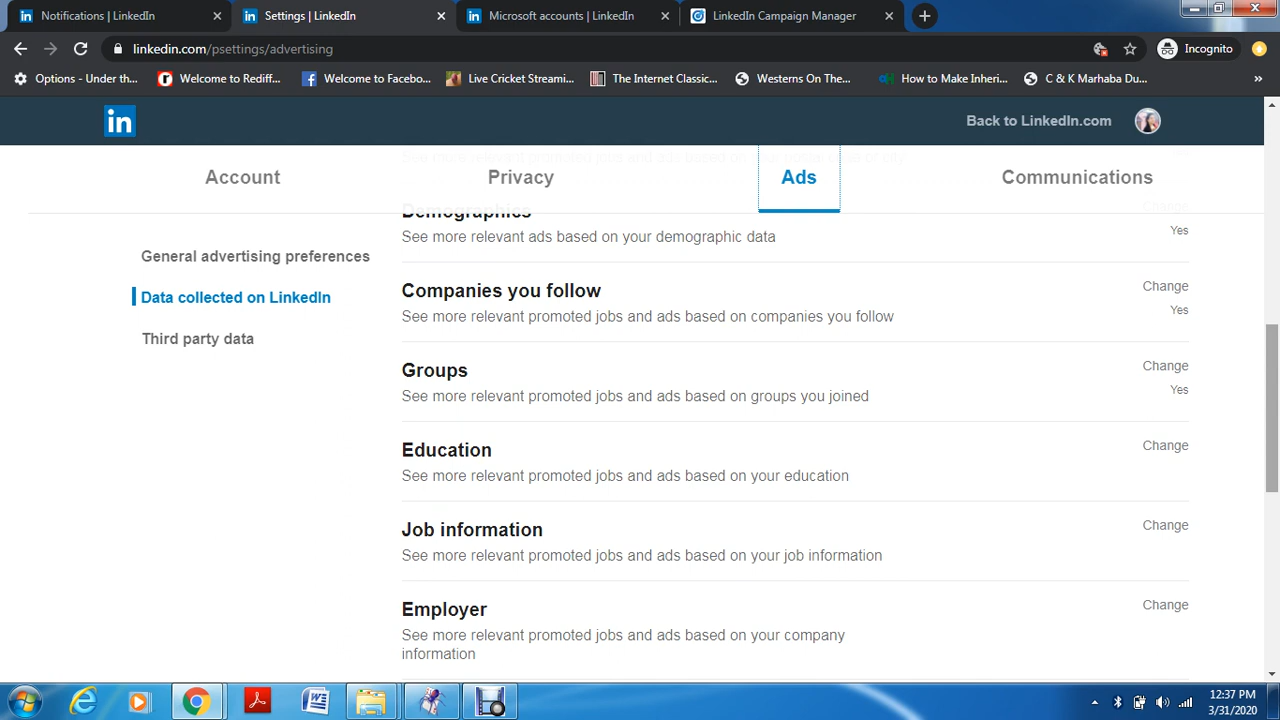 Notifications | LinkedIn
Settings | LinkedIn
Microsoft accounts | LinkedIn
LinkedIn Campaign Manager
linkedin.com/psettings/advertising
Incognito
Options - Under th...
Welcome to Rediff...
Welcome to Facebo...
Live Cricket Streami...
The Internet Classic...
Westerns On The...
How to Make Inheri...
C & K Marhaba Du...
in
Back to LinkedIn.com
Account
Privacy
Ads
Communications
General advertising preferences
Data collected on LinkedIn
Third party data
Demographics
Change
See more relevant ads based on your demographic data
Yes
Companies you follow
Change
See more relevant promoted jobs and ads based on companies you follow
Yes
Groups
Change
See more relevant promoted jobs and ads based on groups you joined
Yes
Education
Change
See more relevant promoted jobs and ads based on your education
Job information
Change
See more relevant promoted jobs and ads based on your job information
Employer
Change
See more relevant promoted jobs and ads based on your company
information
12:37 PM
3/31/2020